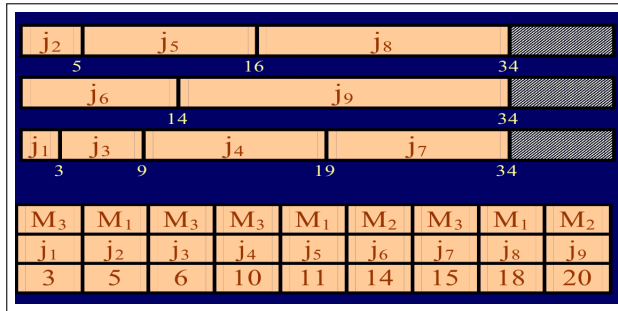 j₂ j₅ j₈
5 16 34
j₆ j₉
14 34
j₁ j₃ j₄ j₇
3 9 19 34
M₃ M₁ M₃ M₃ M₁ M₂ M₃ M₁ M₂
j₁ j₂ j₃ j₄ j₅ j₆ j₇ j₈ j₉
3 5 6 10 11 14 15 18 20